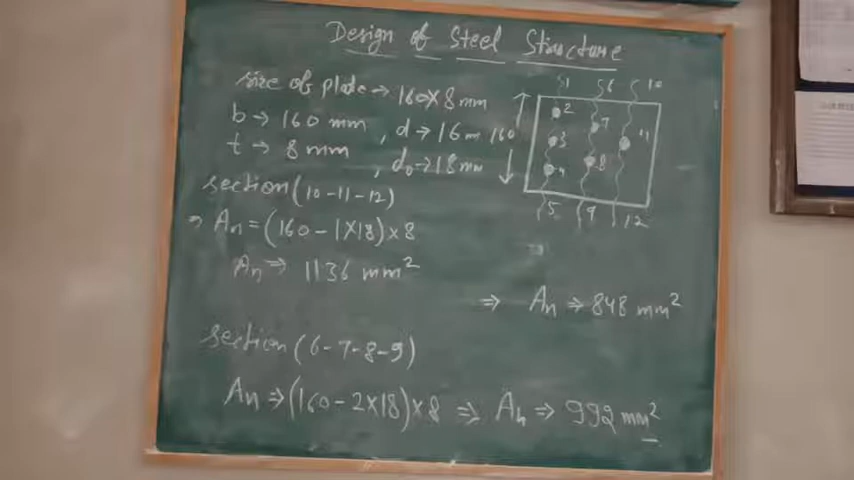 Design of Steel Structure
size of plate → 160×8 mm
b → 160 mm , d → 16 m
t → 8 mm , d₀ → 18 mm
160
1 6 10
2
7
3 11
4 8
5 9 12
section (10-11-12)
⇒ An = (160 - 1×18)×8
An ⇒ 1136 mm²
⇒ An ⇒ 848 mm²
section (6-7-8-9)
An ⇒ (160 - 2×18)×8 ⇒ An ⇒ 992 mm²